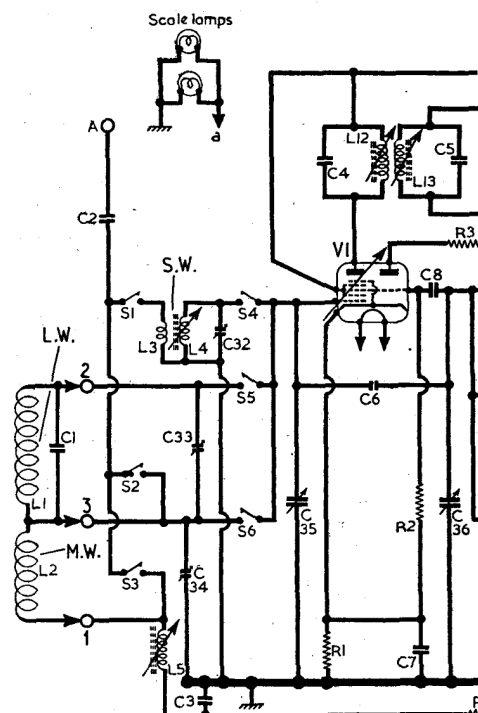 Scale lamps
a
A
L12
C4
C5
L13
C2
V1
R3
S.W.
C8
S1
S4
L3
L4
C32
L.W.
2
C6
S5
C1
C33
L1
S2
3
C
35
S6
R2
C
36
M.W.
L2
S3
C
34
1
L5
R1
C7
C3